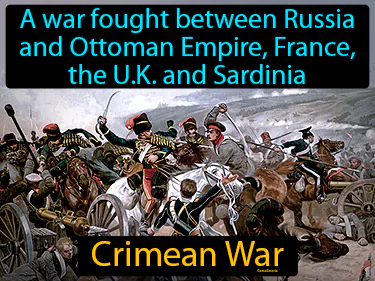 A war fought between Russia
and Ottoman Empire, France,
the U.K. and Sardinia
Crimean War